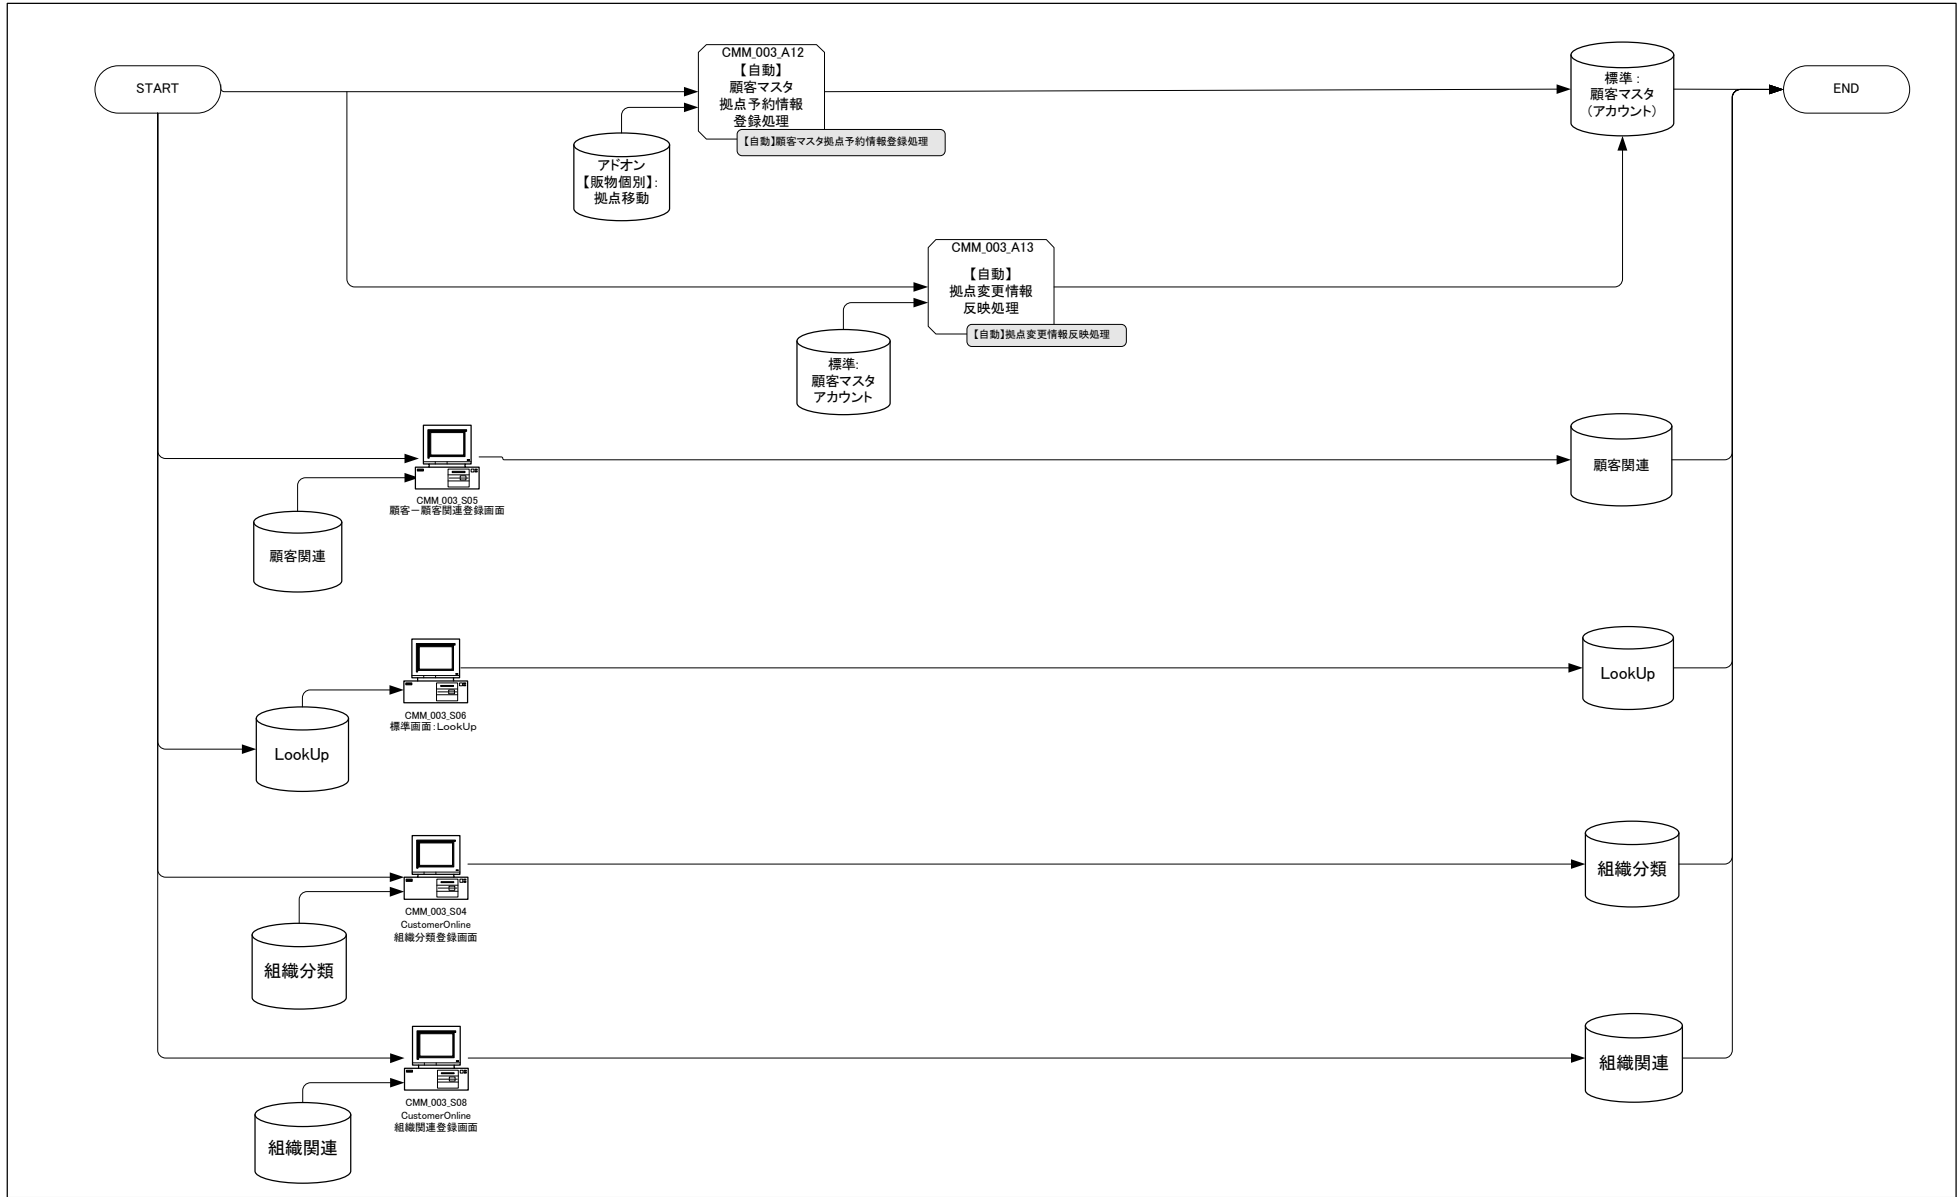 START
CMM_003_A12
【自動】
顧客マスタ
拠点予約情報
登録処理
【自動】顧客マスタ拠点予約情報登録処理
アドオン
【販物個別】:
拠点移動
標準:
顧客マスタ
(アカウント)
END
CMM_003_A13
【自動】
拠点変更情報
反映処理
【自動】拠点変更情報反映処理
標準:
顧客マスタ
アカウント
CMM_003_S05
顧客－顧客関連登録画面
顧客関連
顧客関連
CMM_003_S06
標準画面:LookUp
LookUp
LookUp
CMM_003_S04
CustomerOnline
組織分類登録画面
組織分類
組織分類
CMM_003_S08
CustomerOnline
組織関連登録画面
組織関連
組織関連